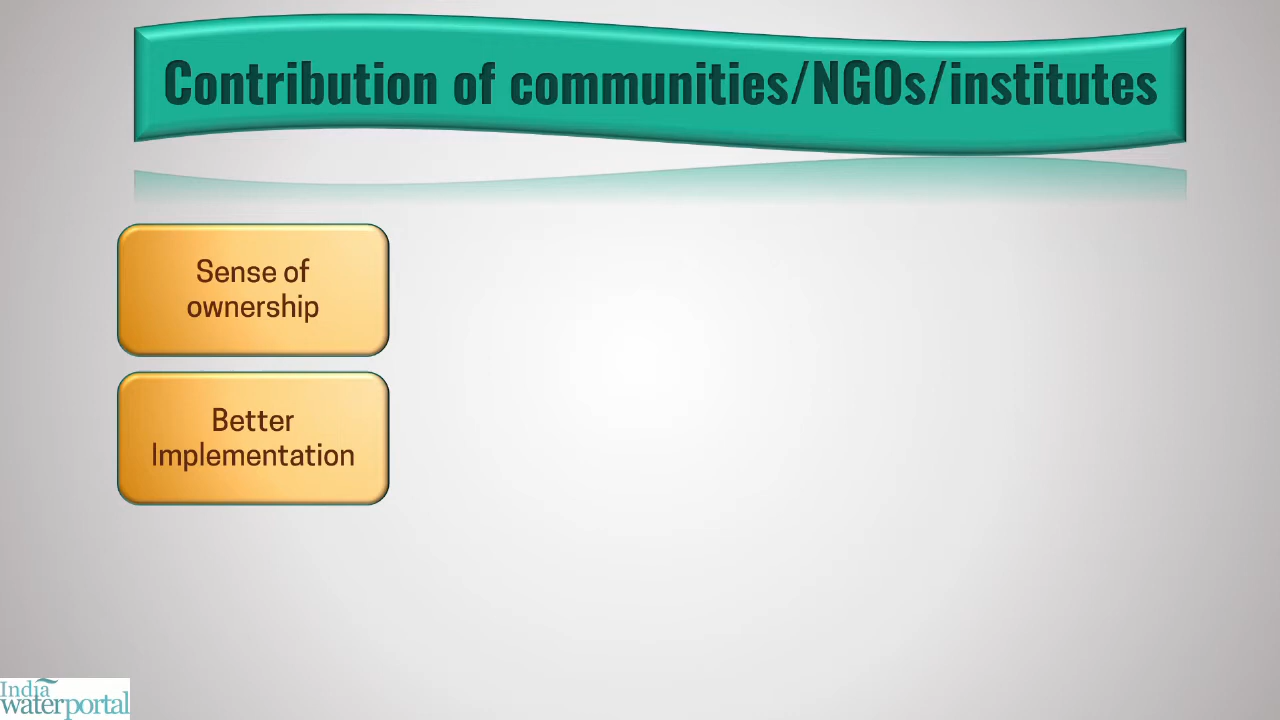 Contribution of communities/NGOs/institutes
Sense of
ownership
Better
Implementation
India
waterportal